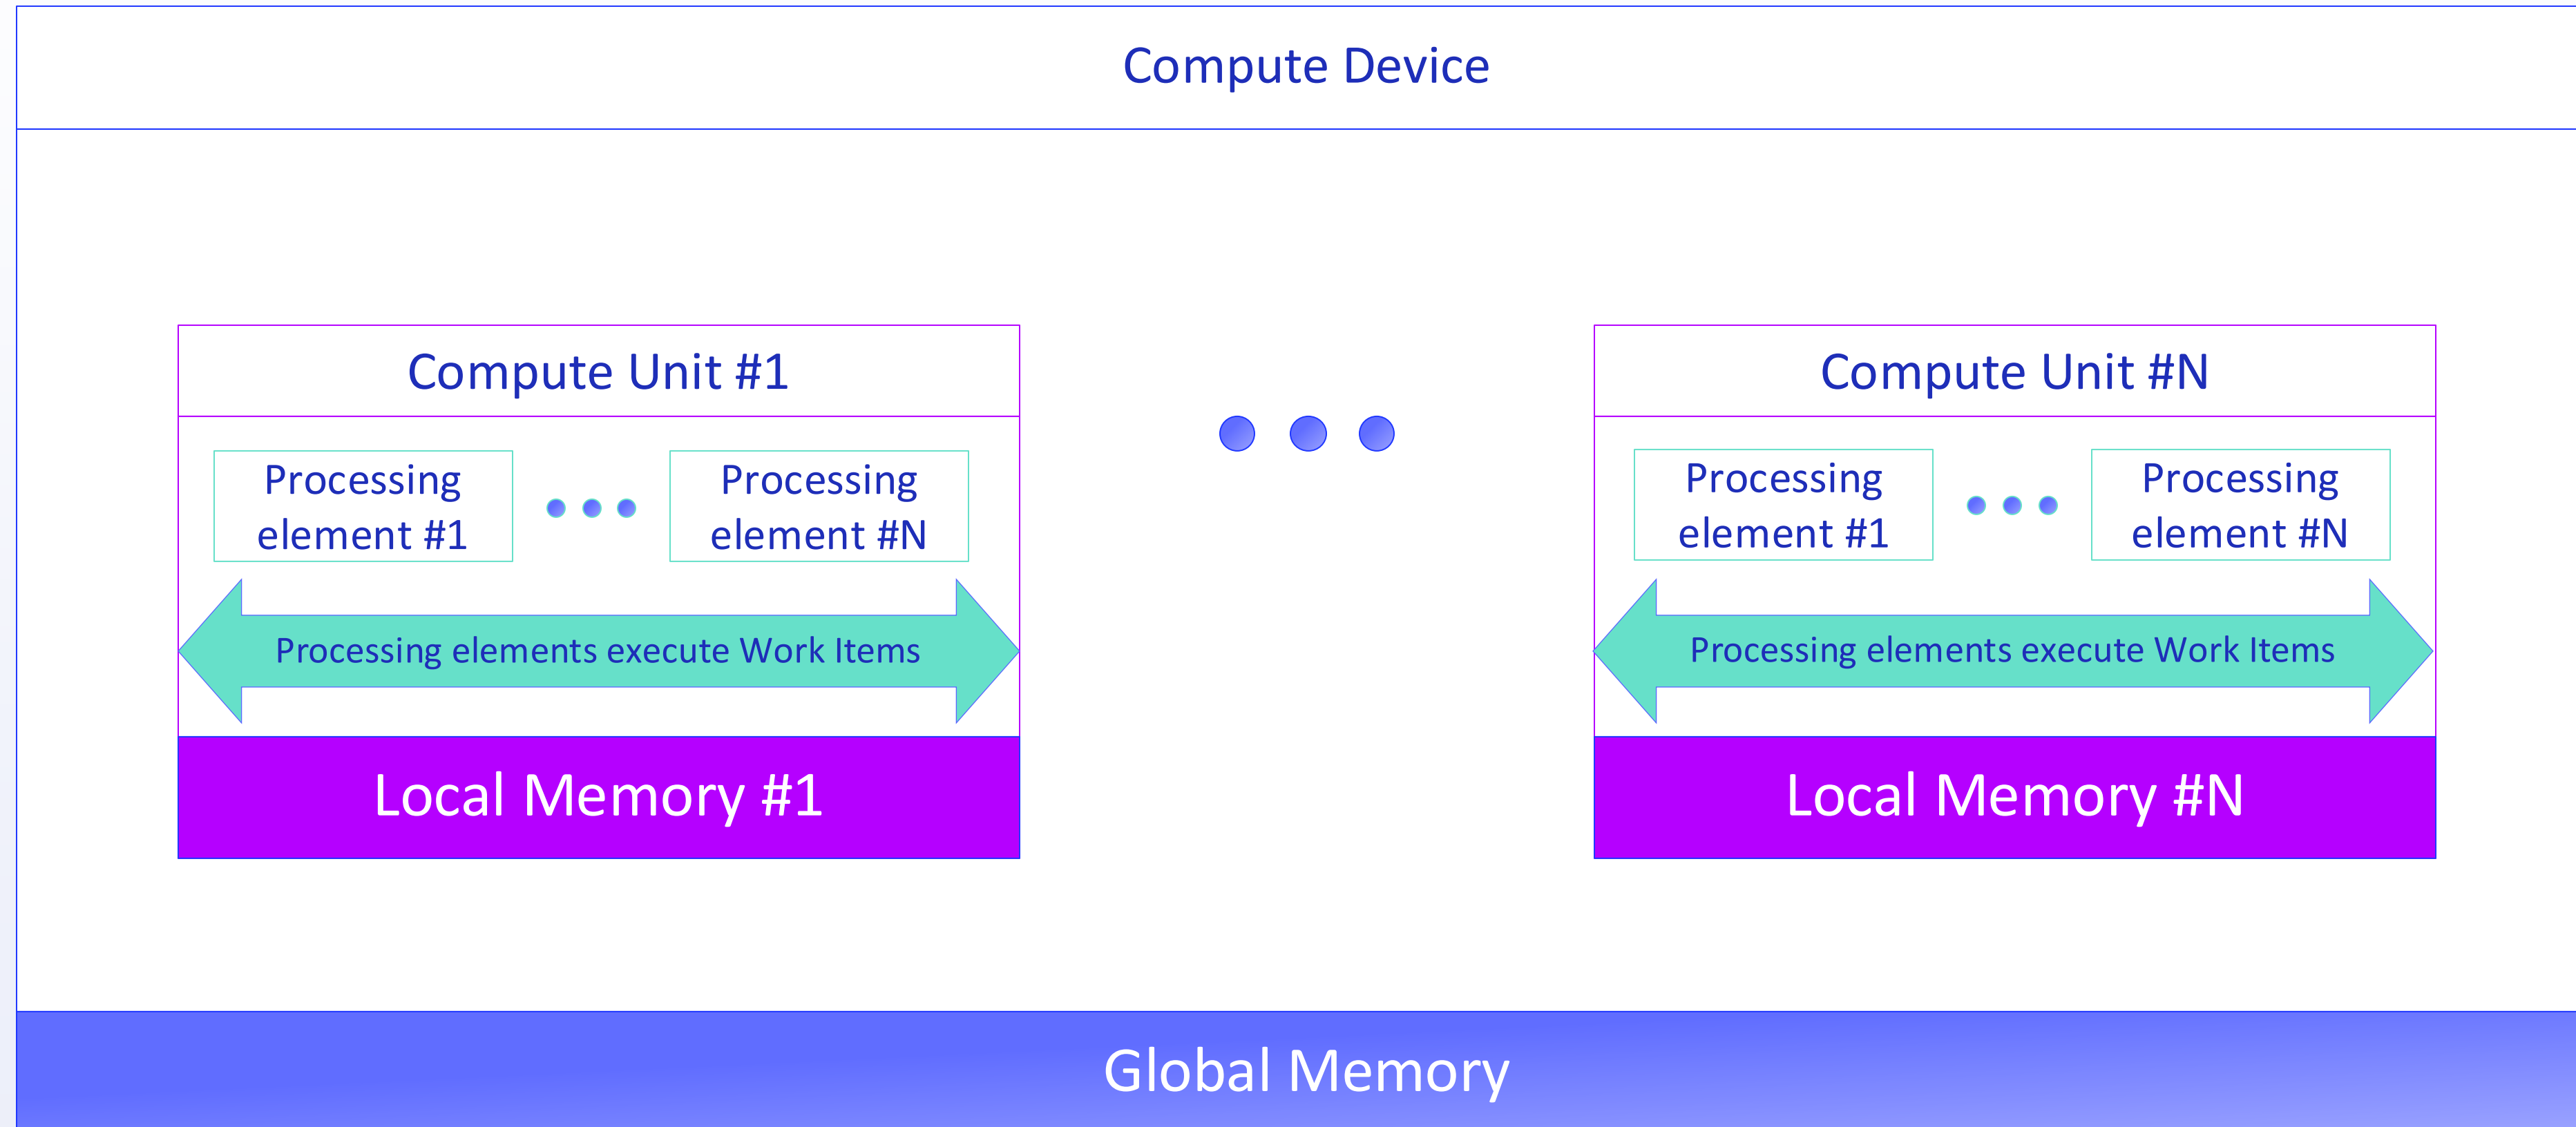 Compute Device
Compute Unit #1
Processing
element #1
Processing
element #N
Processing elements execute Work Items
Local Memory #1
Compute Unit #N
Processing
element #1
Processing
element #N
Processing elements execute Work Items
Local Memory #N
Global Memory